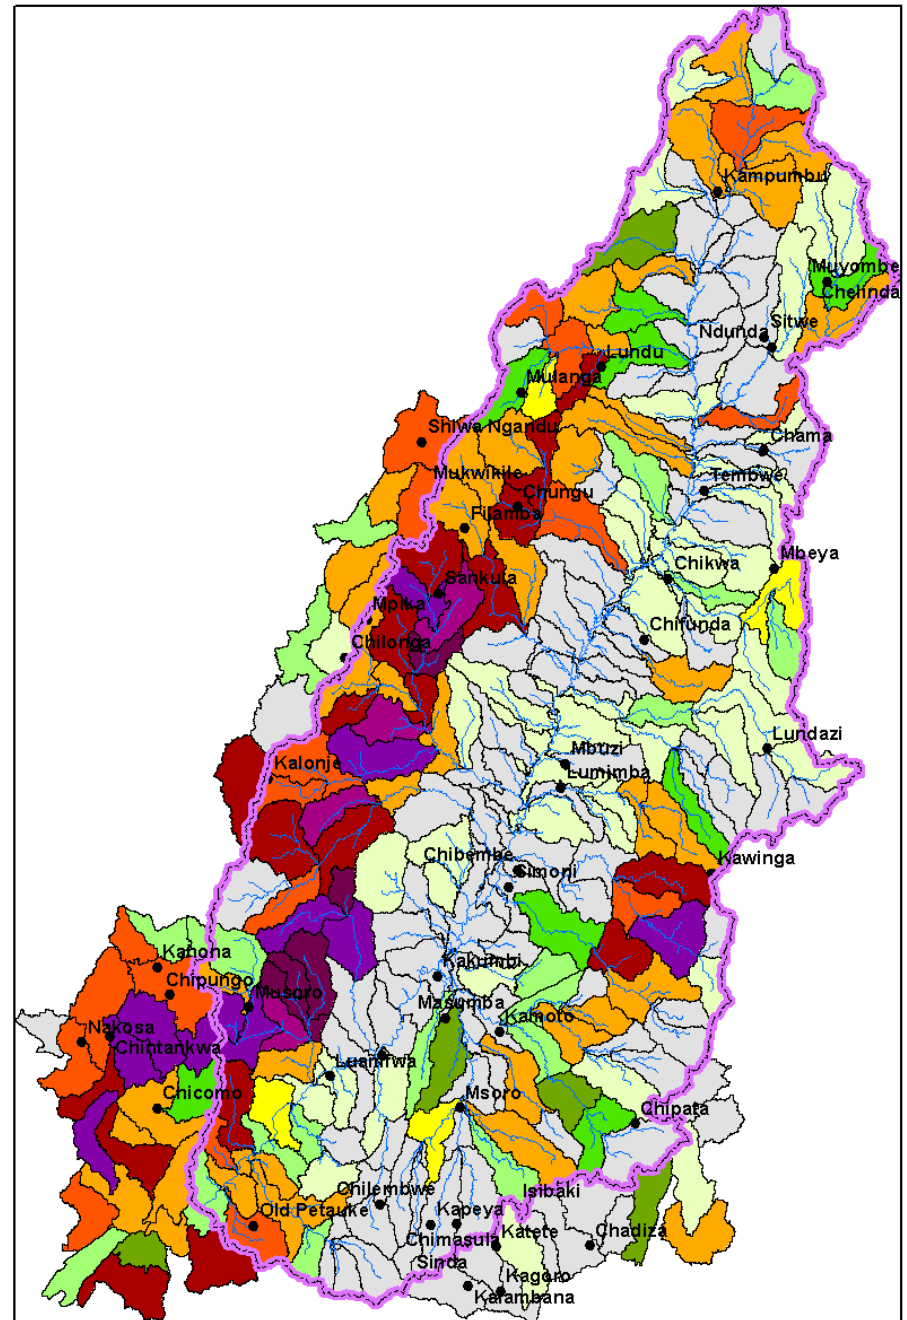 Kampumbu
Muyombe
Chelinda
Sitwe
Ndunda
Lundu
Mulanga
Shiwa Ngandu
Chama
Mukwikile
Tembwe
Chungu
Filamba
Mbeya
Chikwa
Sankuta
Mpika
Chifunda
Chilonga
Lundazi
Mbuzi
Kalonje
Lumimba
Chibembe
Kawinga
Simoni
Kanona
Kakumbi
Chipungo
Musoro
Masumba
Nakosa
Kamoto
Chintankwa
Luamfwa
Chicomo
Msoro
Chipata
Chilembwe
Isibaki
Old Petauke
Kapeya
Chimasula
Katete
Chadiza
Sinda
Kagoro
Karambana